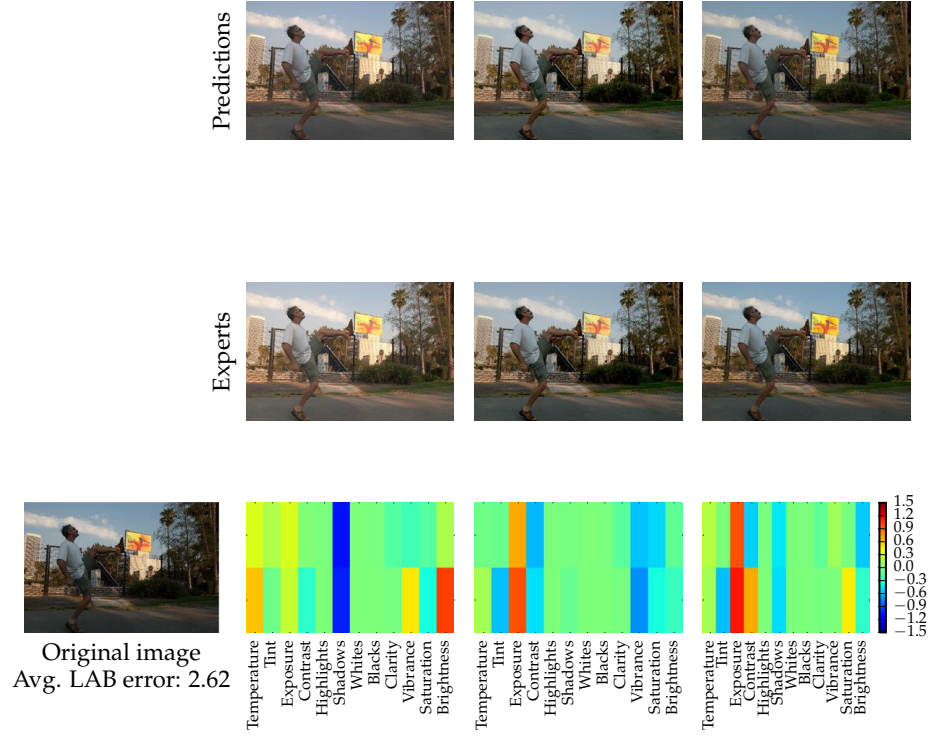 Predictions
Experts
Original image
Avg. LAB error: 2.62
Temperature
Tint
Exposure
Contrast
Highlights
Shadows
Whites
Blacks
Clarity
Vibrance
Saturation
Brightness
Temperature
Tint
Exposure
Contrast
Highlights
Shadows
Whites
Blacks
Clarity
Vibrance
Saturation
Brightness
Temperature
Tint
Exposure
Contrast
Highlights
Shadows
Whites
Blacks
Clarity
Vibrance
Saturation
Brightness
1.5
1.2
0.9
0.6
0.3
0.0
−0.3
−0.6
−0.9
−1.2
−1.5